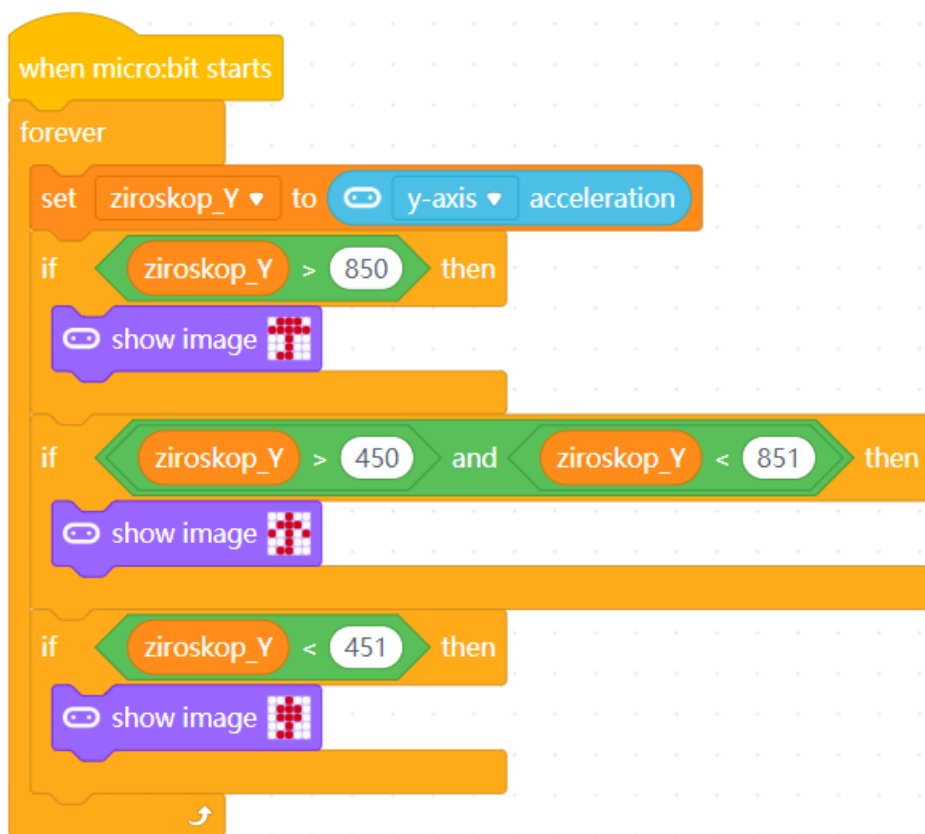 when micro:bit starts
forever
set ziroskop_Y to y-axis acceleration
if ziroskop_Y > 850 then
show image
if ziroskop_Y > 450 and ziroskop_Y < 851 then
show image
if ziroskop_Y < 451 then
show image